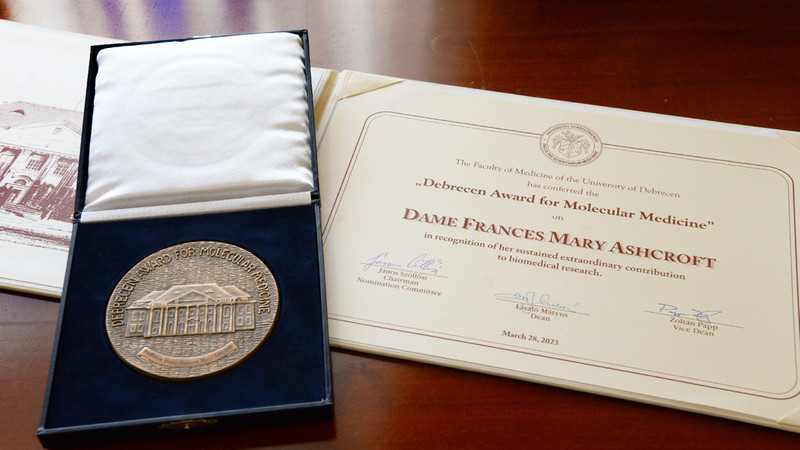 DEBRECEN AWARD FOR MOLECULAR MEDICINE
The Faculty of Medicine of the University of Debrecen
has conferred the
„Debrecen Award for Molecular Medicine”
on
DAME FRANCES MARY ASHCROFT
in recognition of her sustained extraordinary contribution
to biomedical research.
János Szöllősi
Chairman
Nomination Committee
László Mátyus
Dean
Zoltán Papp
Vice Dean
March 28, 2023